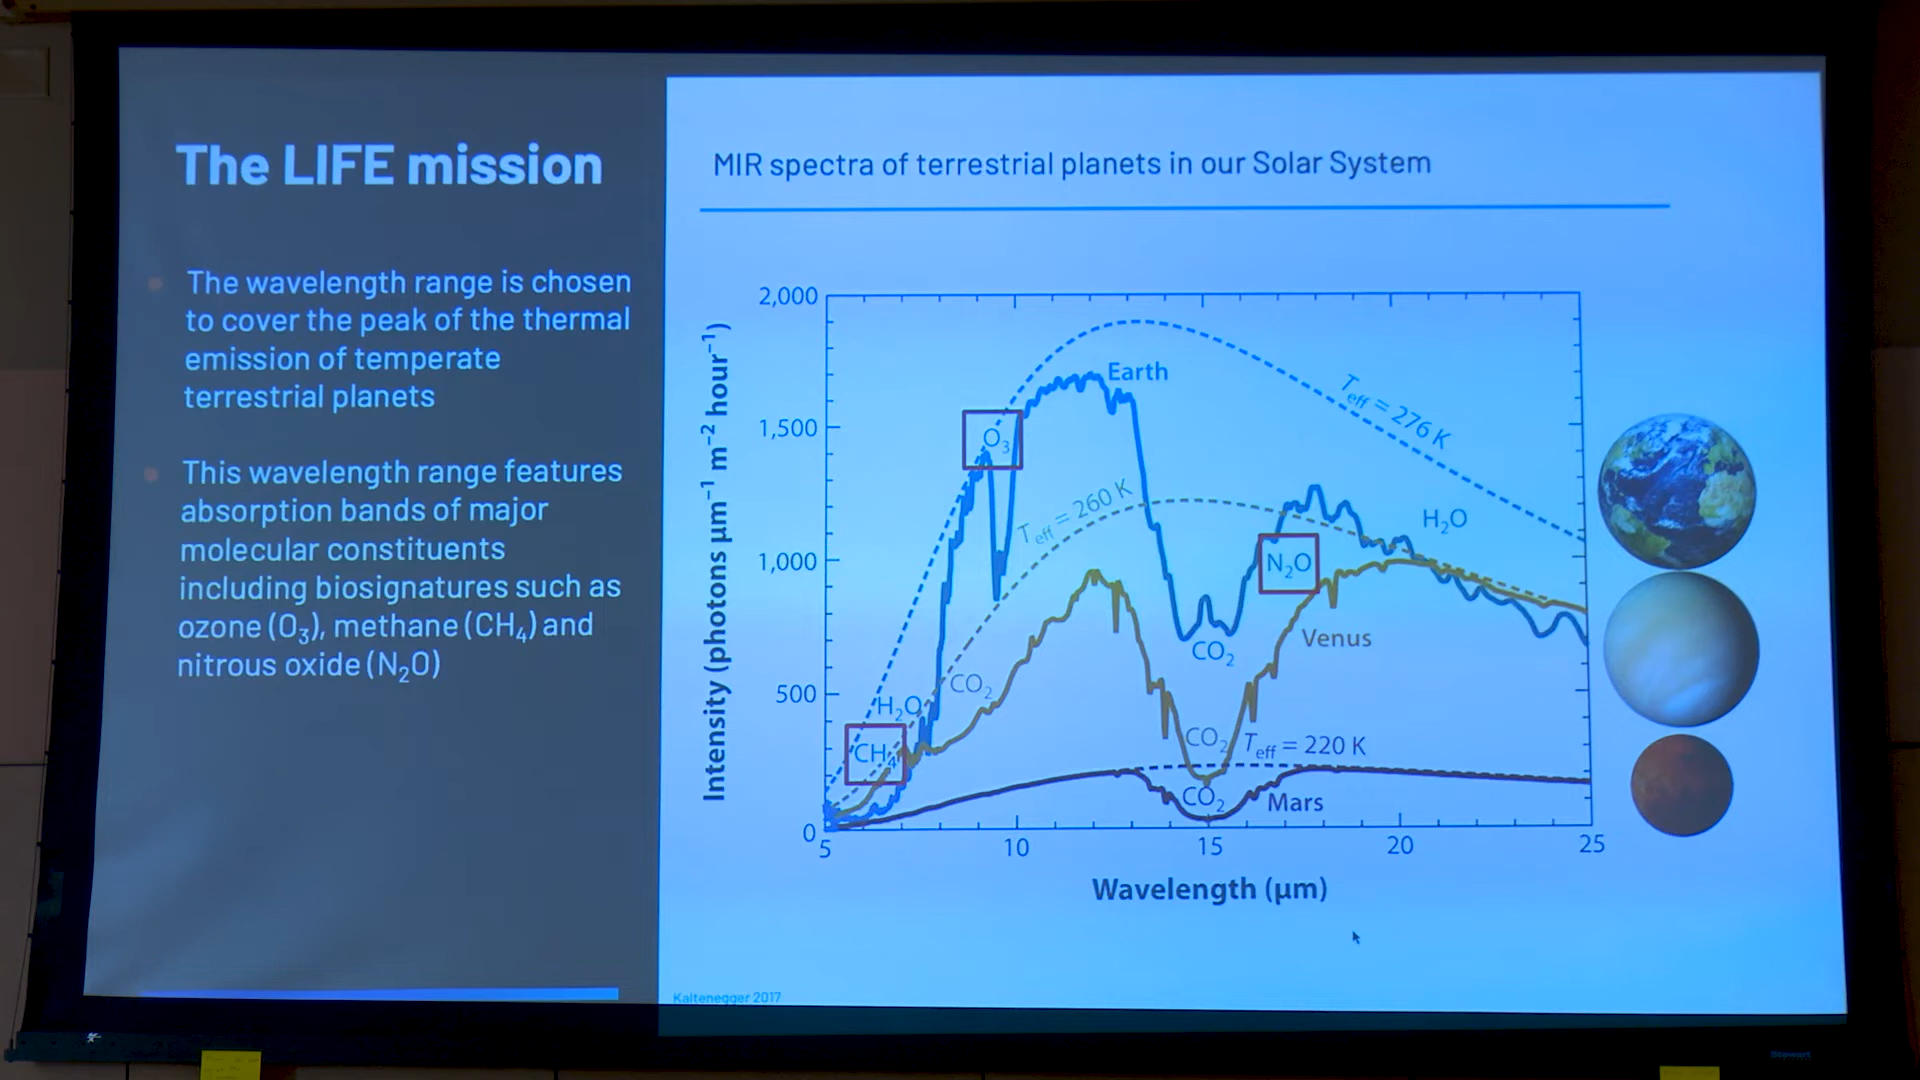 The LIFE mission
The wavelength range is chosen
to cover the peak of the thermal
emission of temperate
terrestrial planets
This wavelength range features
absorption bands of major
molecular constituents
including biosignatures such as
ozone (O₃), methane (CH₄) and
nitrous oxide (N₂O)
MIR spectra of terrestrial planets in our Solar System
Intensity (photons µm⁻¹ m⁻² hour⁻¹)
2,000
1,500
1,000
500
0
Earth
T_eff = 276 K
O₃
T_eff = 260 K
H₂O
N₂O
CO₂
Venus
CO₂
H₂O
CH₄
CO₂
T_eff = 220 K
CO₂
Mars
5 10 15 20 25
Wavelength (µm)
Kaltenegger 2017
Stewart